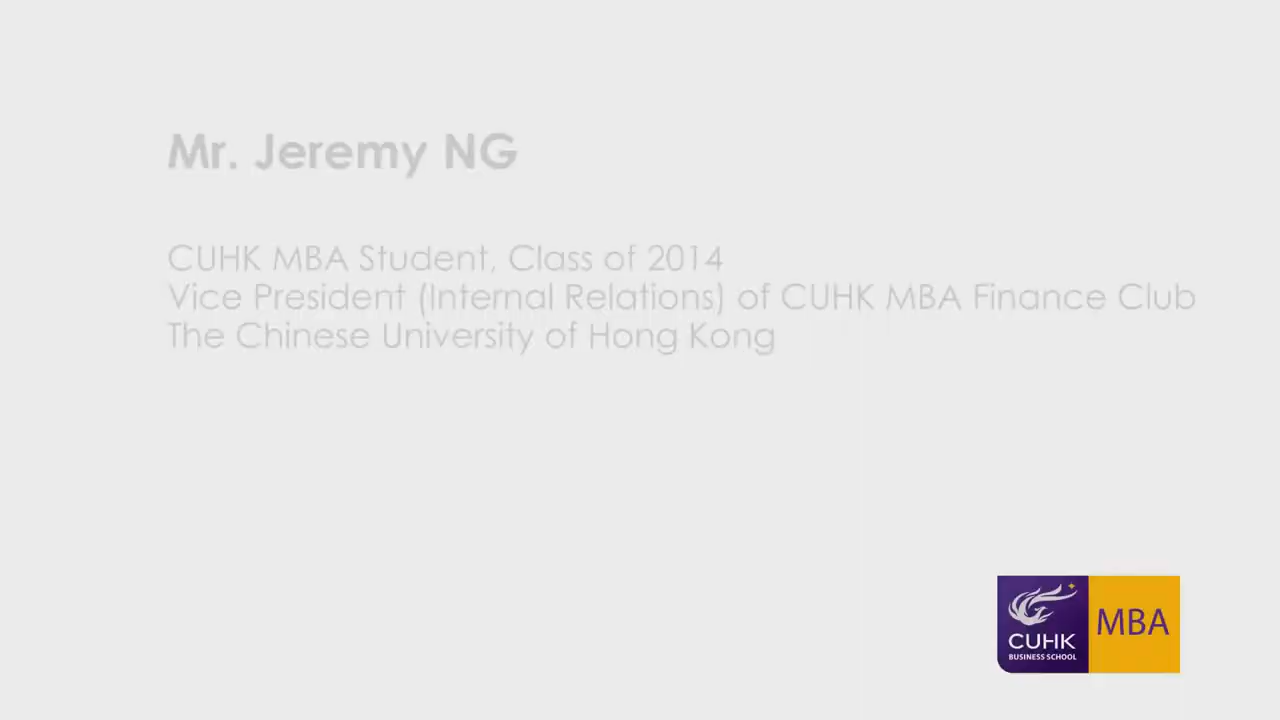 Mr. Jeremy NG
CUHK MBA Student, Class of 2014
Vice President (Internal Relations) of CUHK MBA Finance Club
The Chinese University of Hong Kong
CUHK
BUSINESS SCHOOL
MBA